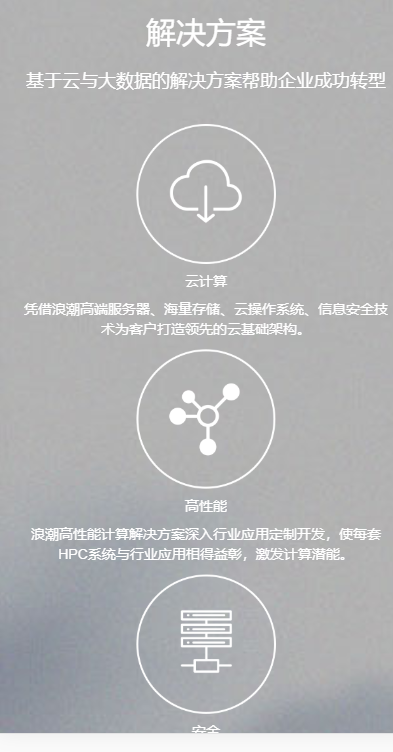 解决方案
基于云与大数据的解决方案帮助企业成功转型
云计算
凭借浪潮高端服务器、海量存储、云操作系统、信息安全技
术为客户打造领先的云基础架构。
高性能
浪潮高性能计算解决方案深入行业应用定制开发，使每套
HPC系统与行业应用相得益彰，激发计算潜能。
安全